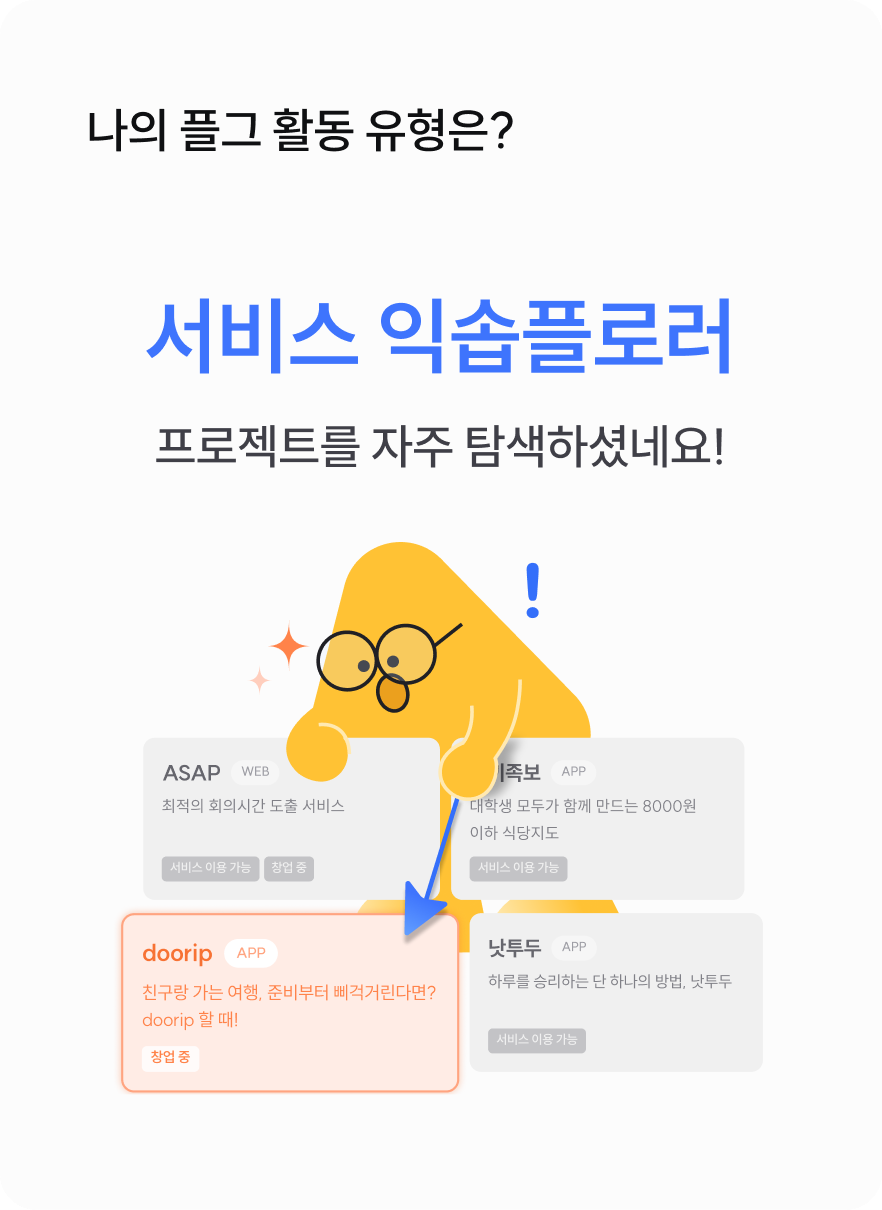 나의 플그 활동 유형은?
서비스 익숍플로러
프로젝트를 자주 탐색하셨네요!
!
ASAP WEB
최적의 회의시간 도출 서비스
서비스 이용 가능 창업 중
족보 APP
대학생 모두가 함께 만드는 8000원
이하 식당지도
서비스 이용 가능
doorip APP
친구랑 가는 여행, 준비부터 삐걱거린다면?
doorip 할 때!
창업 중
낫투두 APP
하루를 승리하는 단 하나의 방법, 낫투두
서비스 이용 가능